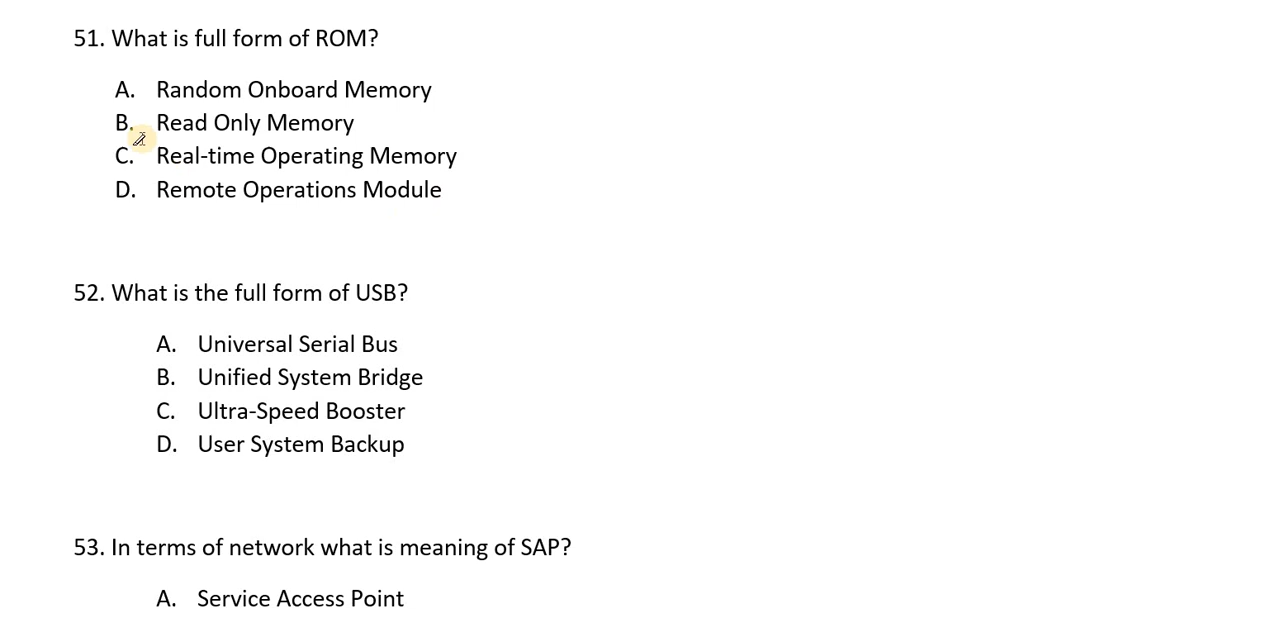 51. What is full form of ROM?
A. Random Onboard Memory
B. Read Only Memory
C. Real-time Operating Memory
D. Remote Operations Module
52. What is the full form of USB?
A. Universal Serial Bus
B. Unified System Bridge
C. Ultra-Speed Booster
D. User System Backup
53. In terms of network what is meaning of SAP?
A. Service Access Point